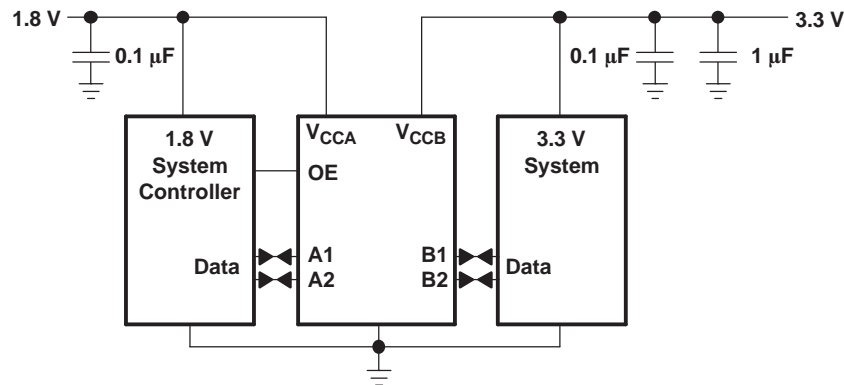 1.8 V
3.3 V
0.1 µF
0.1 µF
1 µF
1.8 V
System
Controller
Data
VCCA
VCCB
OE
A1
A2
B1
B2
3.3 V
System
Data